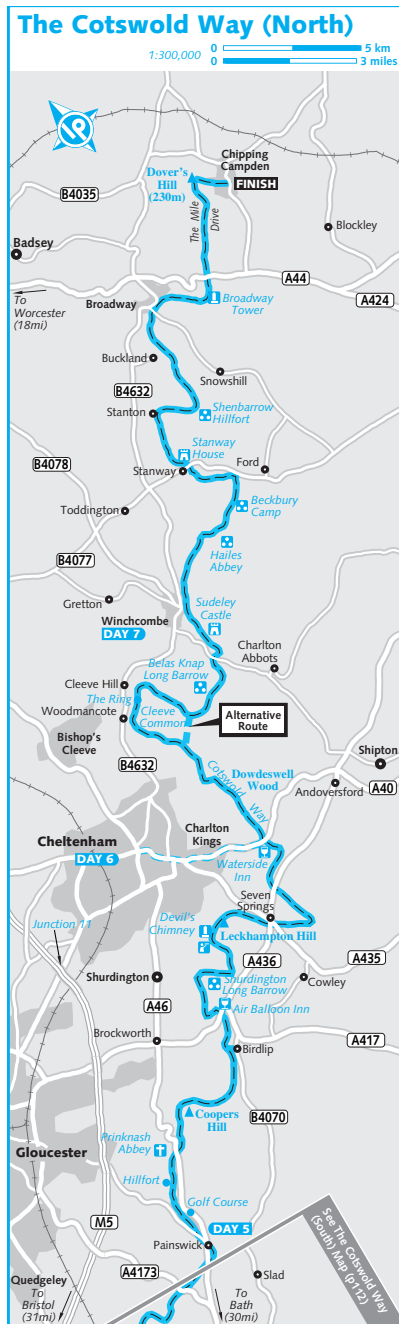 The Cotswold Way (North)
1:300,000
0
5 km
0
3 miles
LP
Chipping
Campden
Dover's
Hill
(230m)
FINISH
The Mile
Drive
B4035
Blockley
Badsey
A44
To
Worcester
(18mi)
Broadway
Broadway
Tower
A424
Buckland
Snowshill
B4632
Stanton
Shenbarrow
Hillfort
Stanway
House
B4078
Stanway
Ford
Toddington
Beckbury
Camp
B4077
Hailes
Abbey
Gretton
Sudeley
Castle
Winchcombe
DAY 7
Charlton
Abbots
Belas Knap
Long Barrow
Cleeve Hill
The Ring
Cleeve
Common
Woodmancote
Alternative
Route
Bishop's
Cleeve
Cotswold Way
Dowdeswell
Wood
Shipton
B4632
A40
Andoversford
Charlton
Kings
Cheltenham
DAY 6
Waterside
Inn
Seven
Springs
Devil's
Chimney
Junction 11
Leckhampton Hill
A436
A435
Shurdington
Shurdington
Long Barrow
Cowley
A46
Air Balloon Inn
Brockworth
A417
Birdlip
Coopers
Hill
B4070
Prinknash
Abbey
Gloucester
Hillfort
Golf Course
M5
DAY 5
Painswick
See The Cotswold Way
(South) Map (p112)
A4173
Slad
Quedgeley
To
Bristol
(31mi)
To
Bath
(30mi)